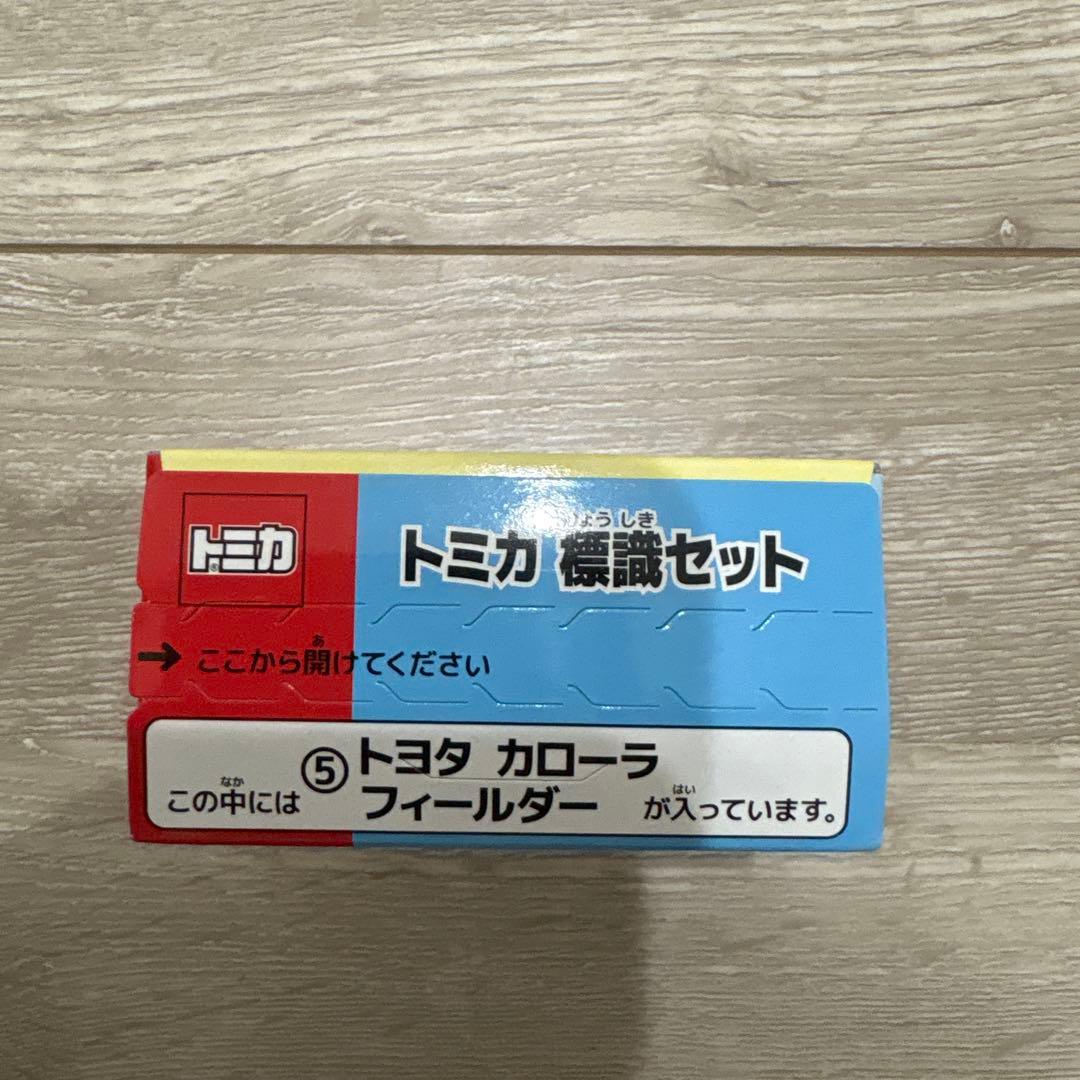 トミカ®
ひょうしき
トミカ 標識セット
あ
→ ここから開けてください
⑤トヨタ カローラ
フィールダー
なか
この中には
はい
が入っています。